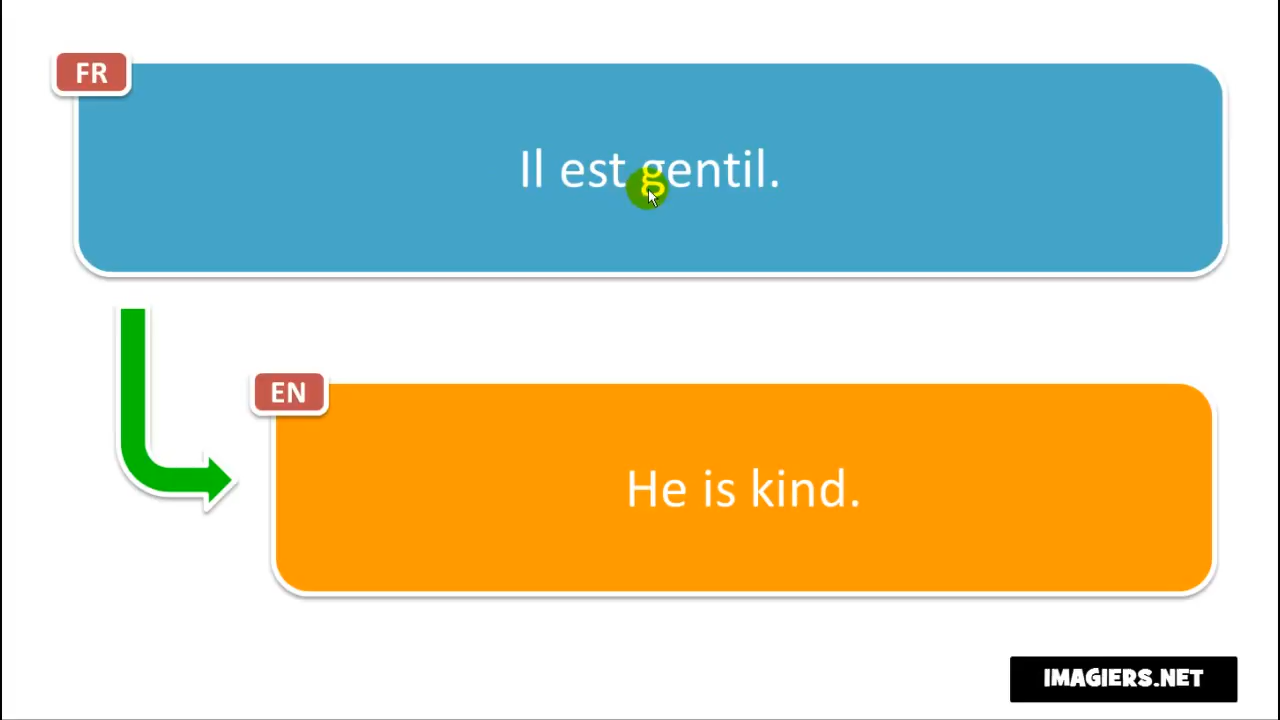 FR
Il est gentil.
EN
He is kind.
IMAGIERS.NET